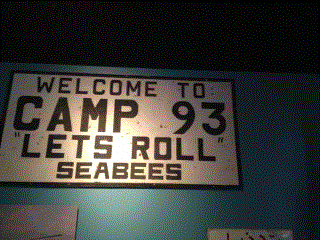 WELCOME TO
CAMP 93
"LETS ROLL"
SEABEES